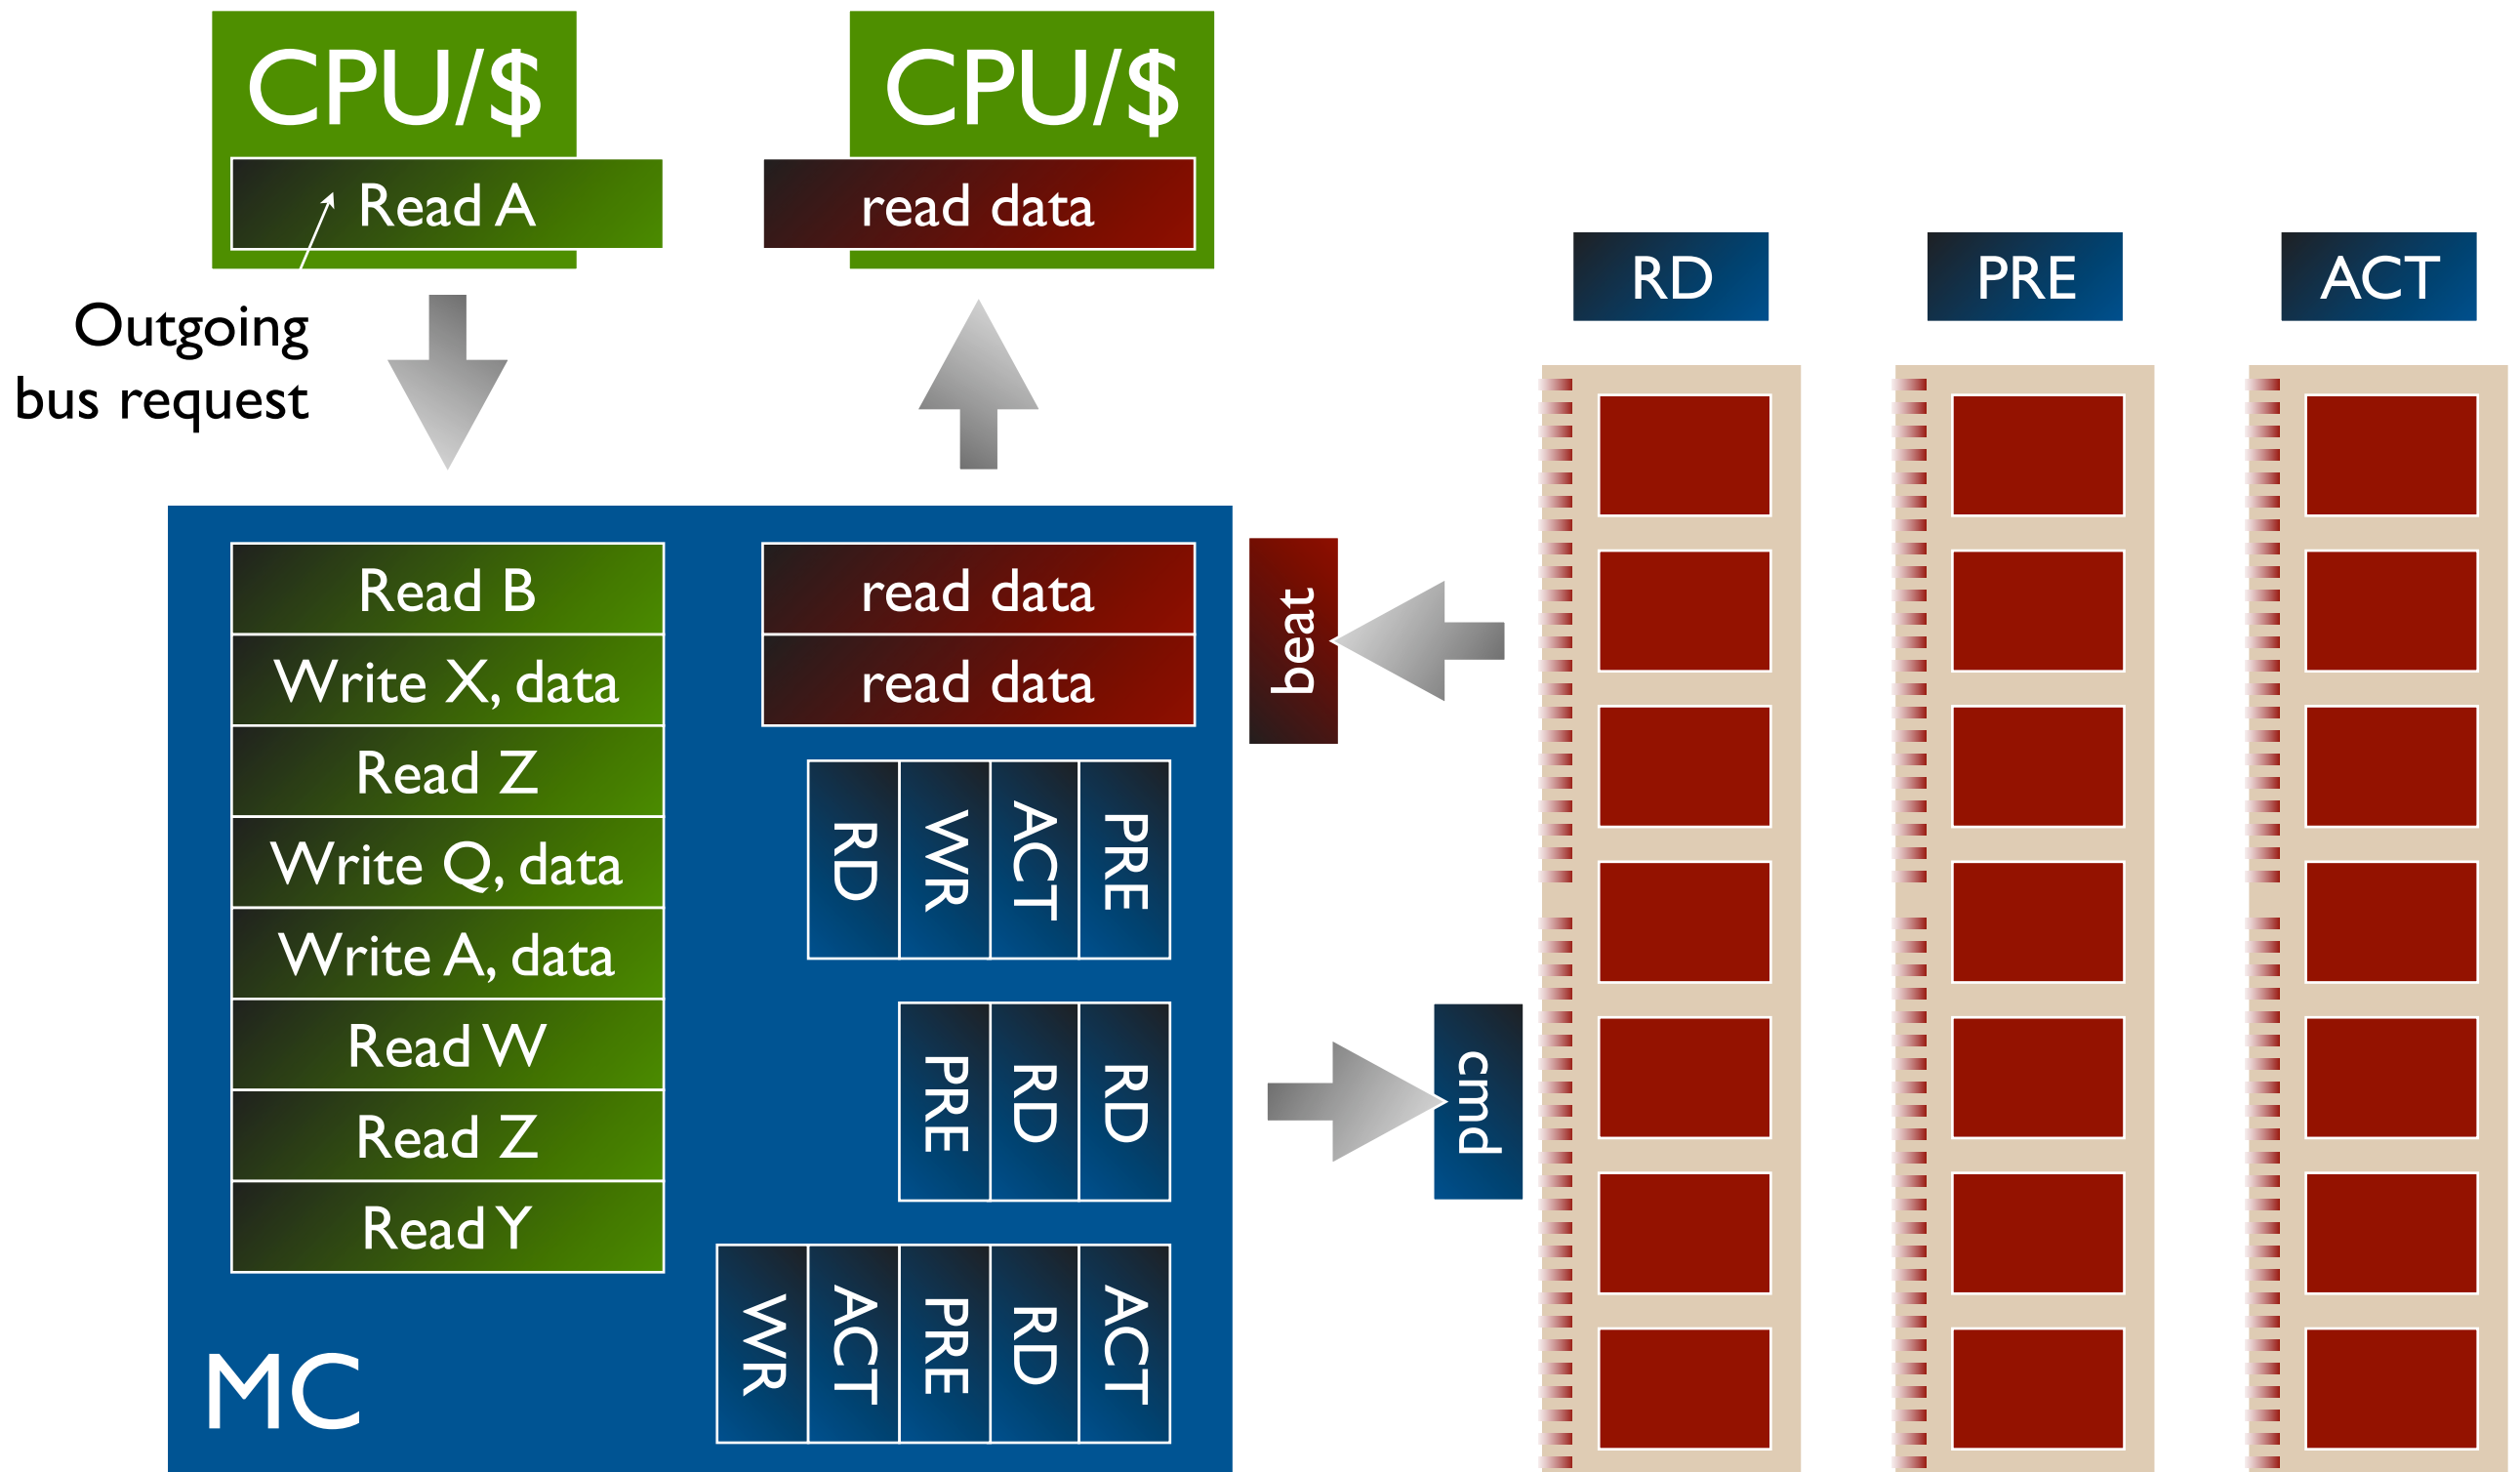 CPU/$
Read A
CPU/$
read data
Outgoing
bus request
RD
PRE
ACT
Read B
Write X, data
Read Z
Write Q, data
Write A, data
Read W
Read Z
Read Y
MC
read data
read data
RD
WR
ACT
PRE
PRE
RD
RD
WR
ACT
PRE
RD
ACT
beat
cmd